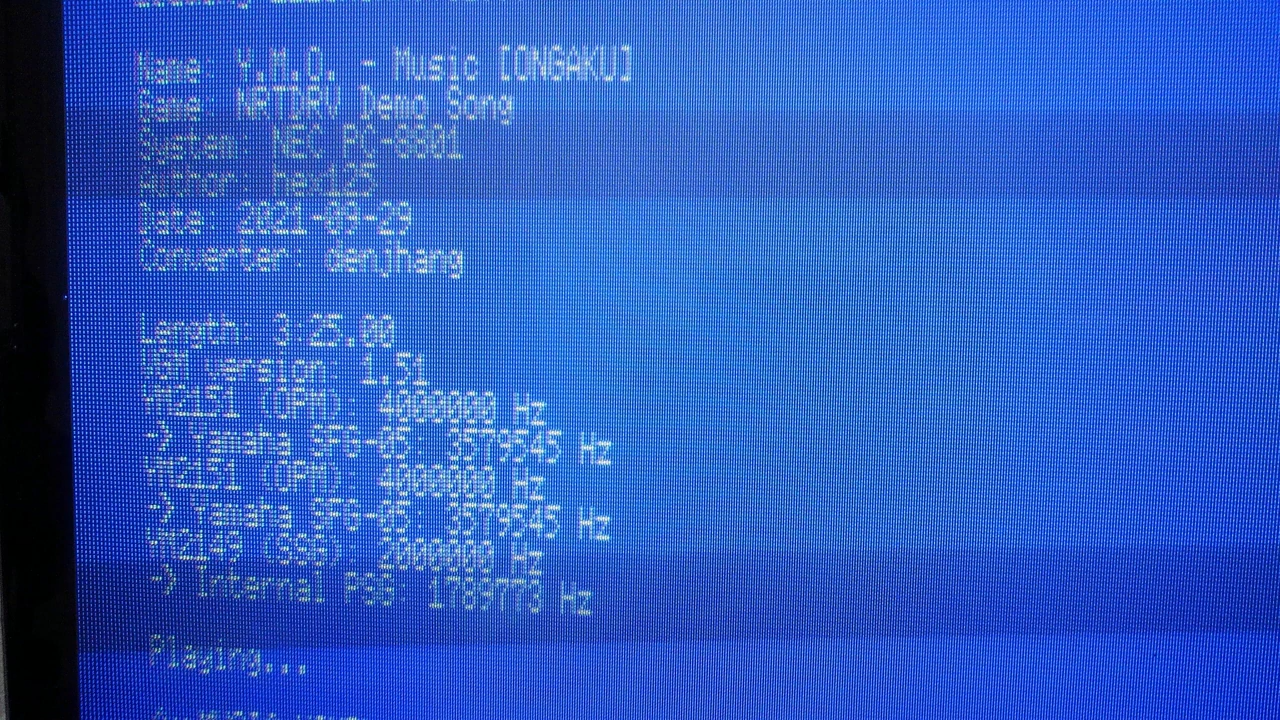 Name: Y.M.O. - Music [ONGAKU]
Game: NRTDRV Demo Song
System: NEC PC-8801
Author: hex125
Date: 2021-09-29
Converter: denjhang
Length: 3:25.00
VGM version: 1.51
YM2151 (OPM): 4000000 Hz
-> Yamaha SFG-05: 3579545 Hz
YM2151 (OPM): 4000000 Hz
-> Yamaha SFG-05: 3579545 Hz
YM2149 (SSG): 2000000 Hz
-> Internal PSG: 1789773 Hz
Playing...